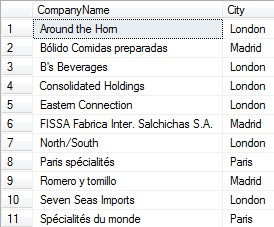 CompanyName City
1 Around the Horn London
2 Bólido Comidas preparadas Madrid
3 B's Beverages London
4 Consolidated Holdings London
5 Eastern Connection London
6 FISSA Fabrica Inter. Salchichas S.A. Madrid
7 North/South London
8 Paris spécialités Paris
9 Romero y tomillo Madrid
10 Seven Seas Imports London
11 Spécialités du monde Paris